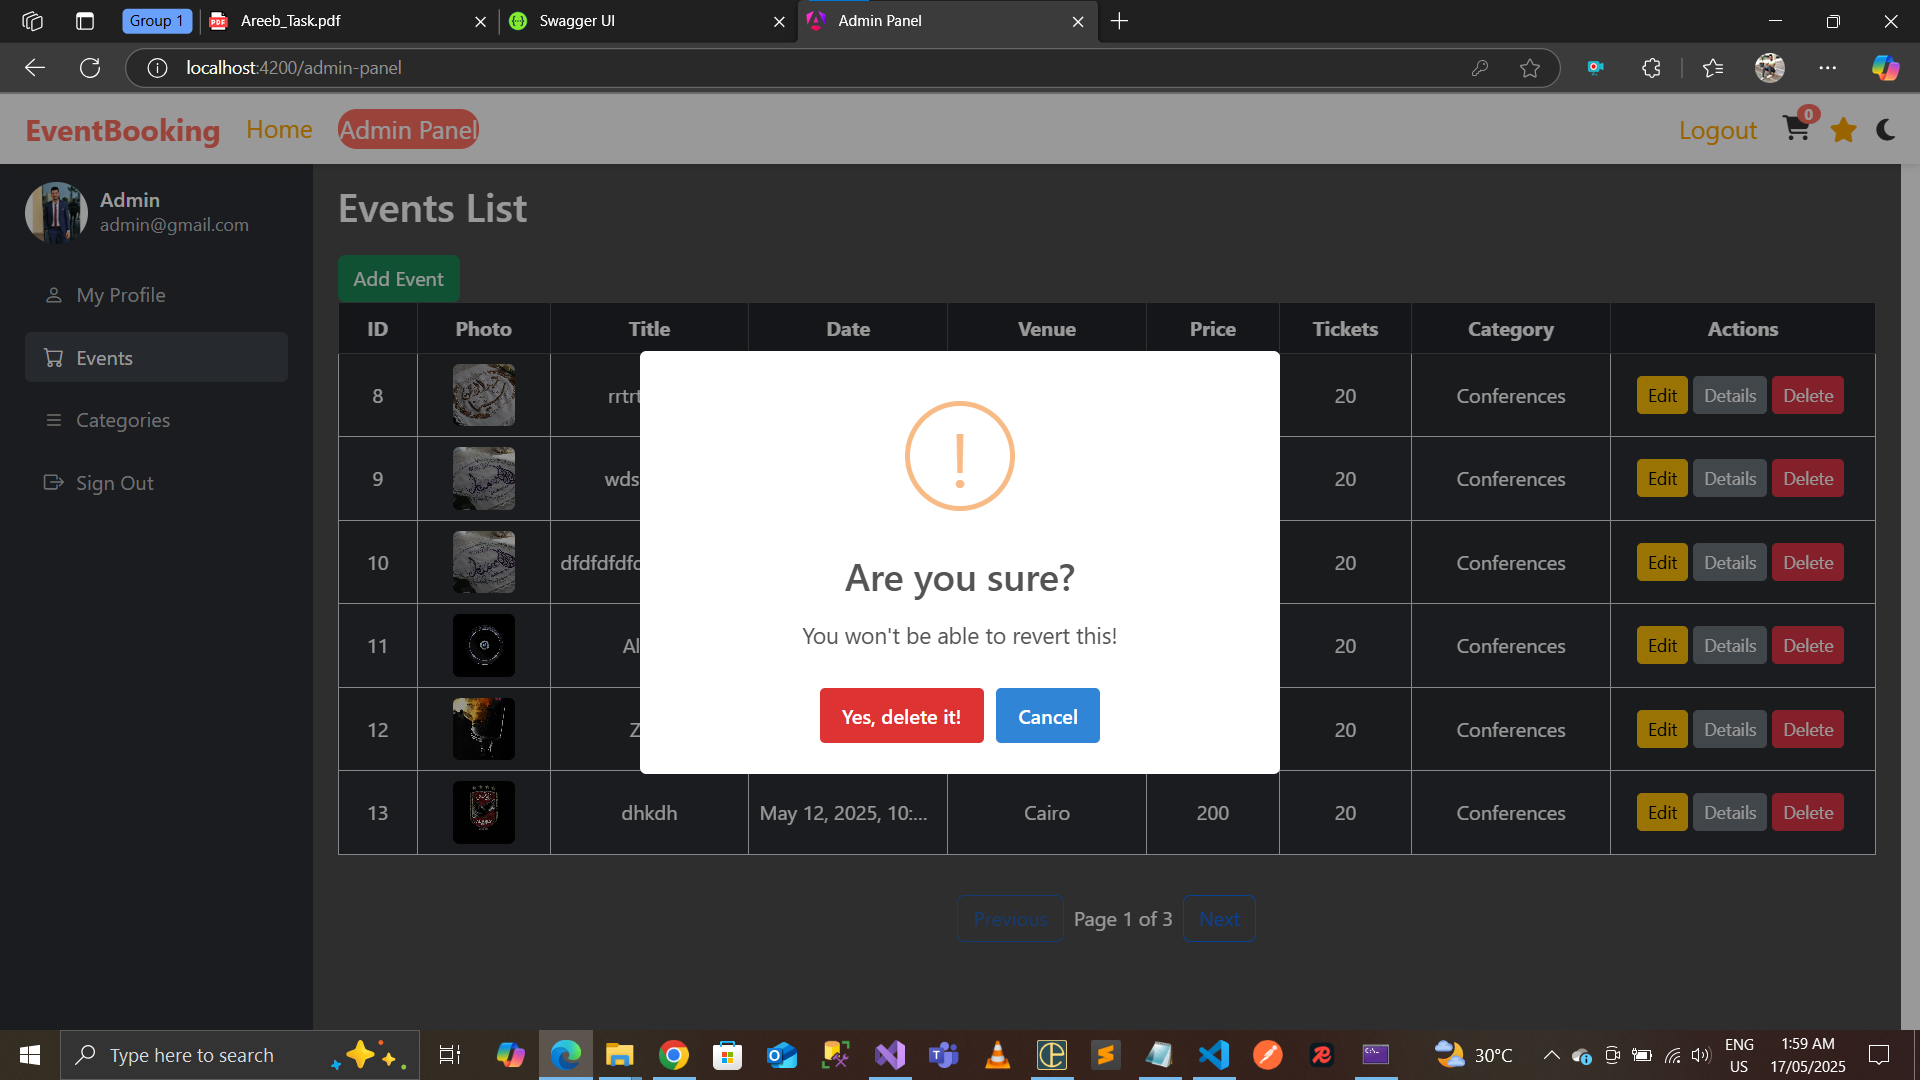 Group 1
Areeb_Task.pdf
Swagger UI
Admin Panel
localhost:4200/admin-panel
EventBooking
Home
Admin Panel
Logout
0
Admin
admin@gmail.com
My Profile
Events
Categories
Sign Out
Events List
Add Event
ID Photo Title Date Venue Price Tickets Category Actions
8 rrtrt 20 Conferences Edit Details Delete
9 wds 20 Conferences Edit Details Delete
10 dfdfdfdfd 20 Conferences Edit Details Delete
11 Al 20 Conferences Edit Details Delete
12 Z 20 Conferences Edit Details Delete
13 dhkdh May 12, 2025, 10:... Cairo 200 20 Conferences Edit Details Delete
Are you sure?
You won't be able to revert this!
Yes, delete it!
Cancel
Previous
Page 1 of 3
Next
Type here to search
30°C
ENG
US
1:59 AM
17/05/2025